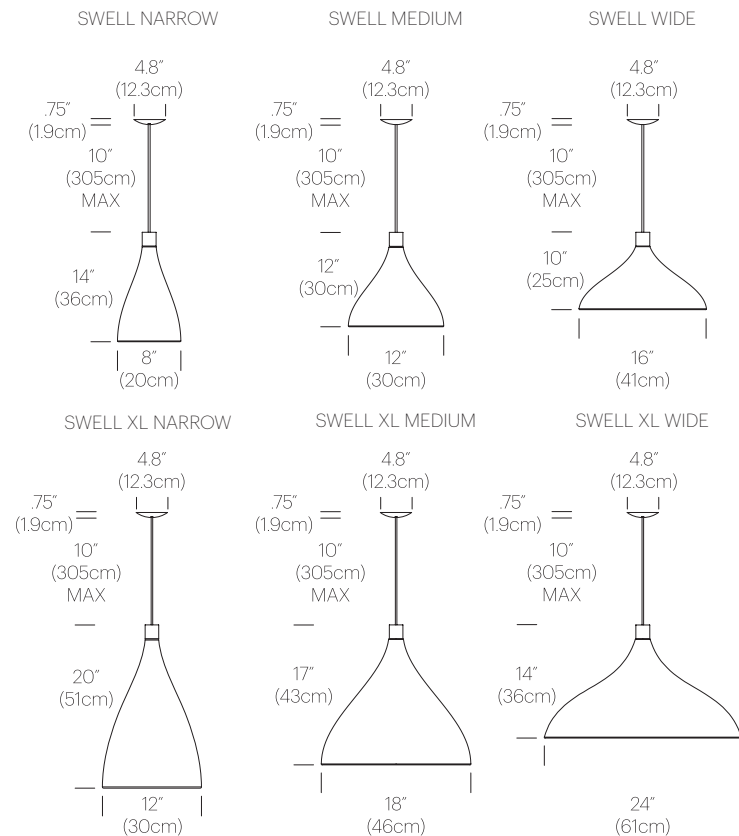 SWELL NARROW
4.8″
(12.3cm)
.75″
(1.9cm)
10″
(305cm)
MAX
14″
(36cm)
8″
(20cm)
SWELL MEDIUM
4.8″
(12.3cm)
.75″
(1.9cm)
10″
(305cm)
MAX
12″
(30cm)
12″
(30cm)
SWELL WIDE
4.8″
(12.3cm)
.75″
(1.9cm)
10″
(305cm)
MAX
10″
(25cm)
16″
(41cm)
SWELL XL NARROW
4.8″
(12.3cm)
.75″
(1.9cm)
10″
(305cm)
MAX
20″
(51cm)
12″
(30cm)
SWELL XL MEDIUM
4.8″
(12.3cm)
.75″
(1.9cm)
10″
(305cm)
MAX
17″
(43cm)
18″
(46cm)
SWELL XL WIDE
4.8″
(12.3cm)
.75″
(1.9cm)
10″
(305cm)
MAX
14″
(36cm)
24″
(61cm)